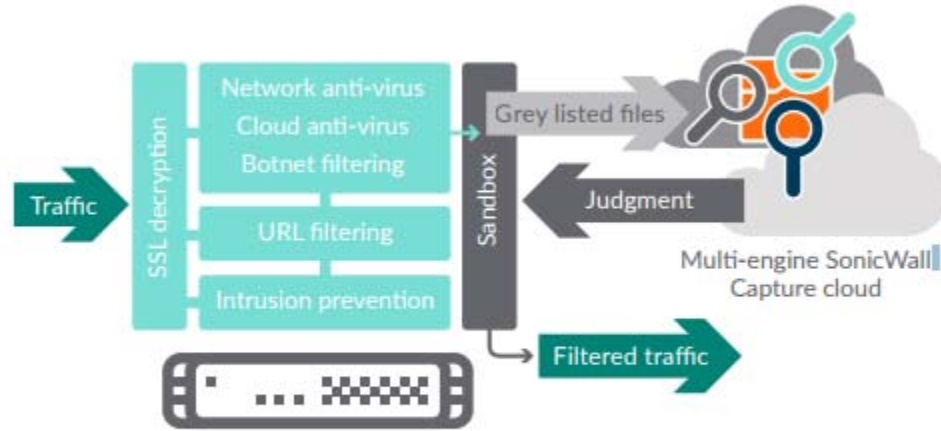 Traffic
SSL decryption
Network anti-virus
Cloud anti-virus
Botnet filtering
URL filtering
Intrusion prevention
Sandbox
Grey listed files
Judgment
Multi-engine SonicWall
Capture cloud
Filtered traffic